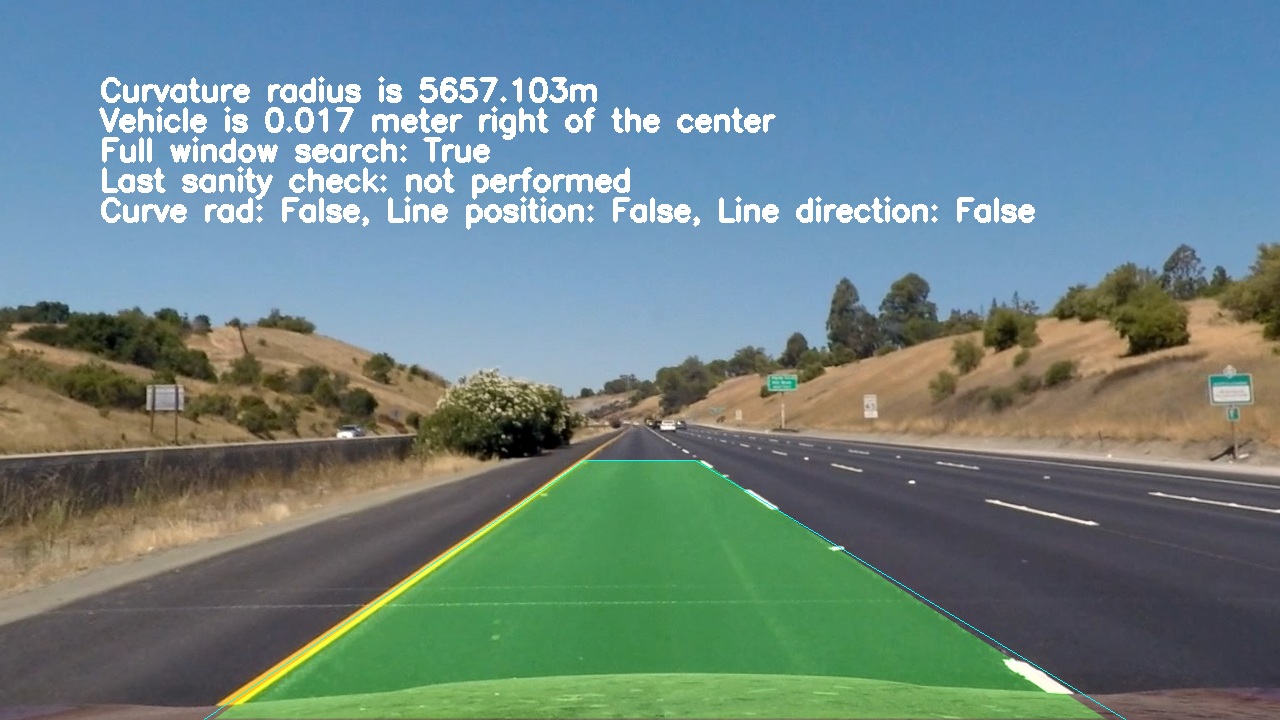 Curvature radius is 5657.103m
Vehicle is 0.017 meter right of the center
Full window search: True
Last sanity check: not performed
Curve rad: False, Line position: False, Line direction: False